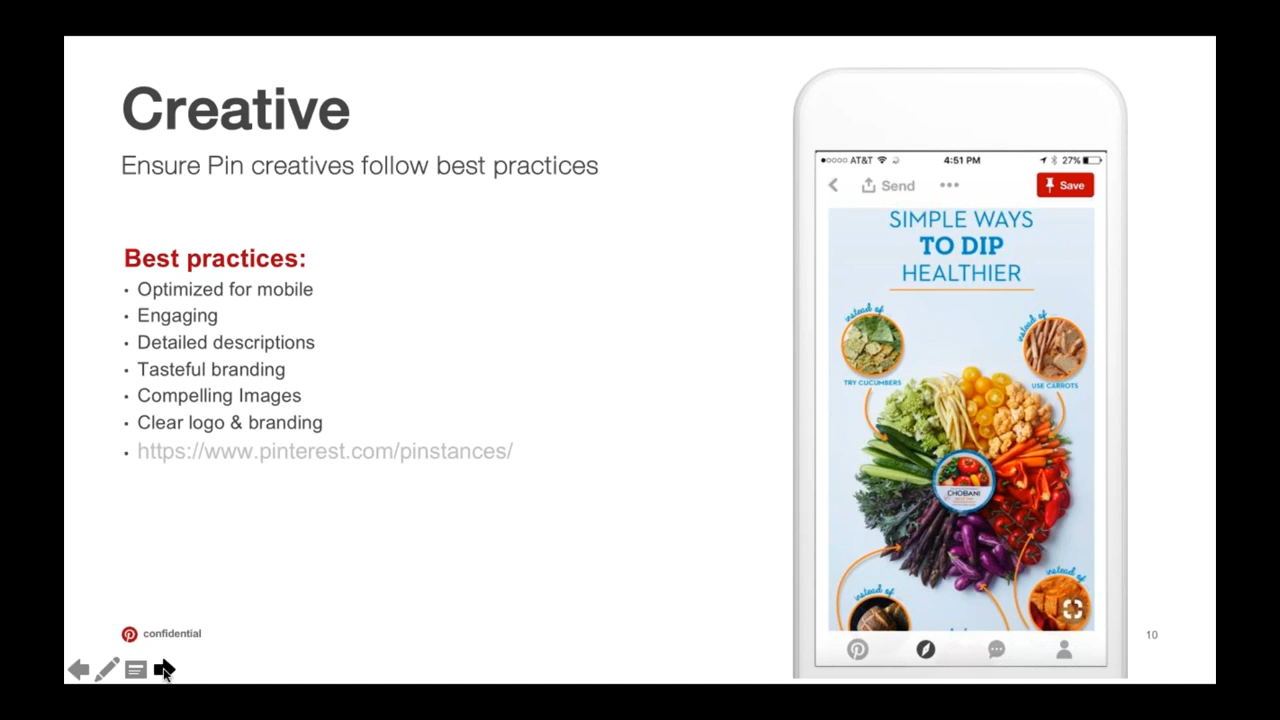 Creative
Ensure Pin creatives follow best practices
Best practices:
• Optimized for mobile
• Engaging
• Detailed descriptions
• Tasteful branding
• Compelling Images
• Clear logo & branding
• https://www.pinterest.com/pinstances/
confidential
10
AT&T
4:51 PM
27%
Send
Save
SIMPLE WAYS
TO DIP
HEALTHIER
instead of
TRY CUCUMBERS
instead of
USE CARROTS
CHOBANI
instead of
instead of